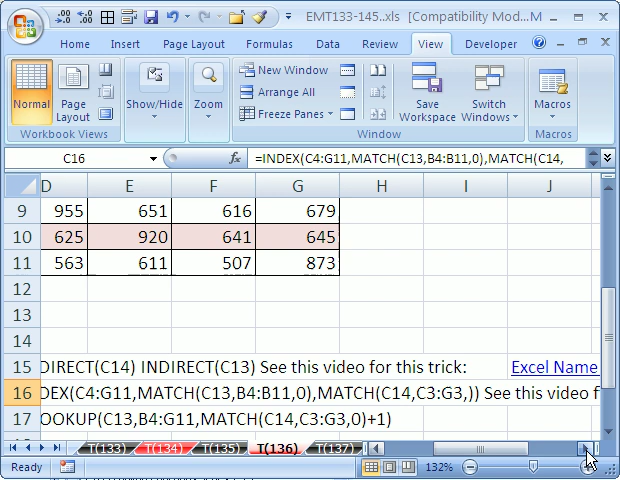 EMT133-145..xls [Compatibility Mod...M
Home Insert Page Layout Formulas Data Review View Developer
Normal Page Layout Show/Hide Zoom New Window Arrange All Freeze Panes Save Workspace Switch Windows Macros
Workbook Views Window Macros
C16 fx =INDEX(C4:G11,MATCH(C13,B4:B11,0),MATCH(C14,
D E F G H I J
9 955 651 616 679
10 625 920 641 645
11 563 611 507 873
12
13
14
15 DIRECT(C14) INDIRECT(C13) See this video for this trick: Excel Name
16 DEX(C4:G11,MATCH(C13,B4:B11,0),MATCH(C14,C3:G3,)) See this video f
17 OOKUP(C13,B4:G11,MATCH(C14,C3:G3,0)+1)
T(133) T(134) T(135) T(136) T(137)
Ready 132%